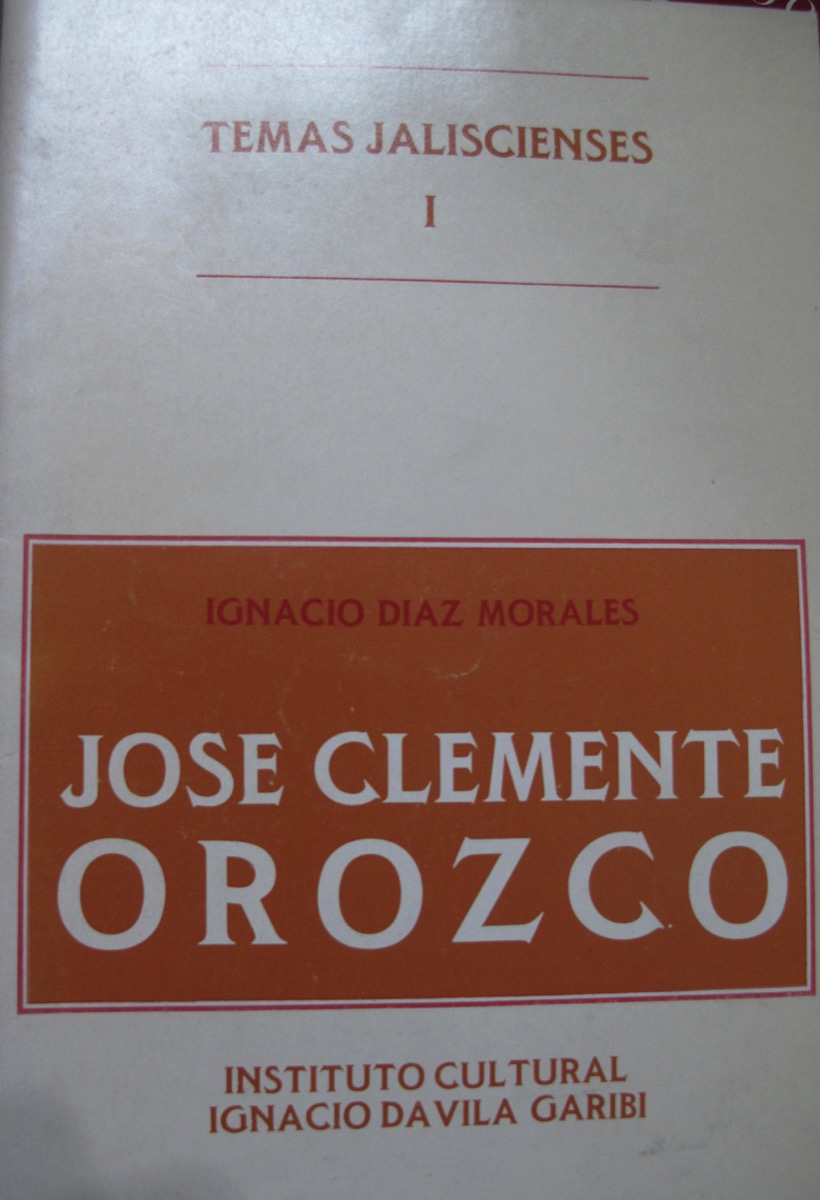 TEMAS JALISCIENSES
I
IGNACIO DIAZ MORALES
JOSE CLEMENTE
OROZCO
INSTITUTO CULTURAL
IGNACIO DAVILA GARIBI